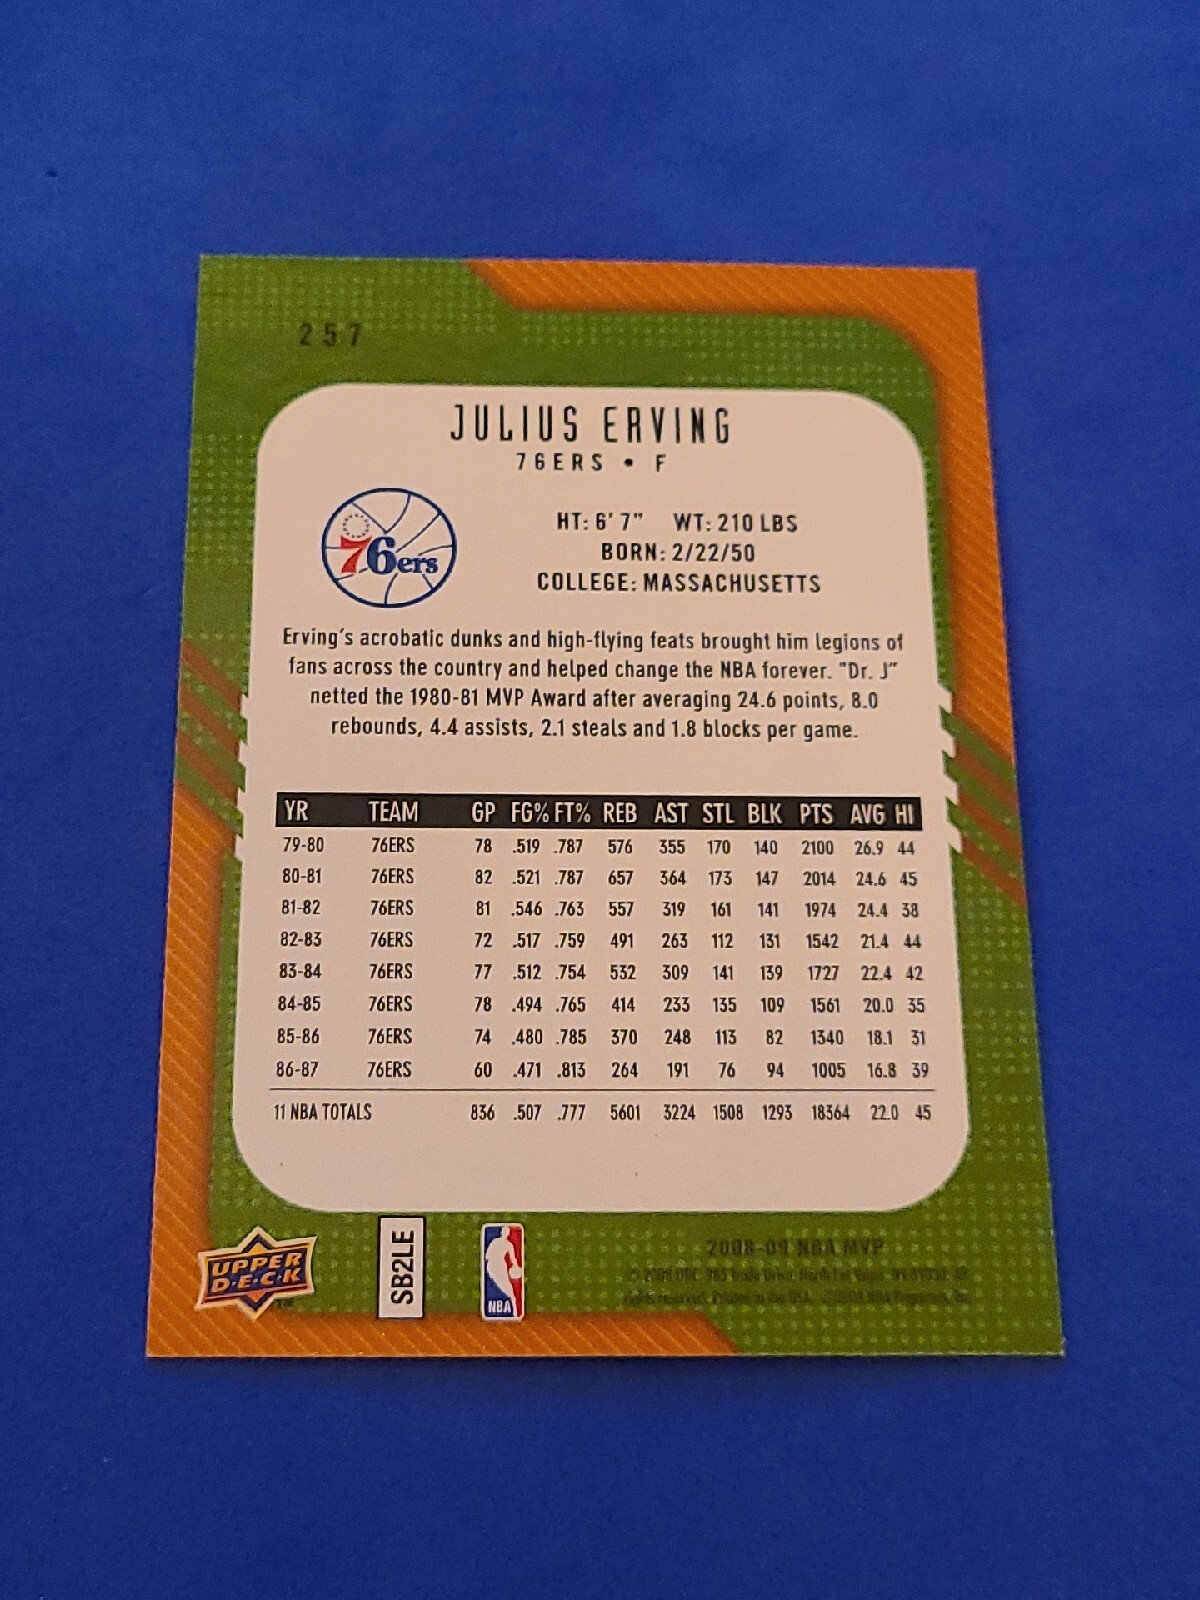 257
JULIUS ERVING
76ERS • F
76ers
HT: 6' 7" WT: 210 LBS
BORN: 2/22/50
COLLEGE: MASSACHUSETTS
Erving's acrobatic dunks and high-flying feats brought him legions of
fans across the country and helped change the NBA forever. "Dr. J"
netted the 1980-81 MVP Award after averaging 24.6 points, 8.0
rebounds, 4.4 assists, 2.1 steals and 1.8 blocks per game.
YR TEAM GP FG% FT% REB AST STL BLK PTS AVG HI
79-80 76ERS 78 .519 .787 576 355 170 140 2100 26.9 44
80-81 76ERS 82 .521 .787 657 364 173 147 2014 24.6 45
81-82 76ERS 81 .546 .763 557 319 161 141 1974 24.4 38
82-83 76ERS 72 .517 .759 491 263 112 131 1542 21.4 44
83-84 76ERS 77 .512 .754 532 309 141 139 1727 22.4 42
84-85 76ERS 78 .494 .765 414 233 135 109 1561 20.0 35
85-86 76ERS 74 .480 .785 370 248 113 82 1340 18.1 31
86-87 76ERS 60 .471 .813 264 191 76 94 1005 16.8 39
11 NBA TOTALS 836 .507 .777 5601 3224 1508 1293 18364 22.0 45
UPPER
D·E·C·K
TM
SB2LE
NBA
2008-09 NBA MVP
rights reserved. Printed in the USA.